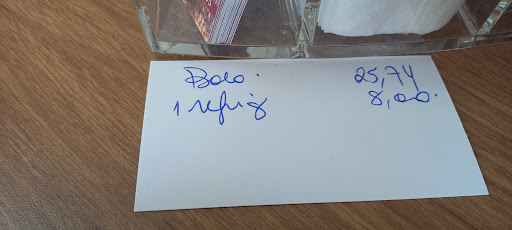 Bolo. 25,74
1 refrig 8,00.